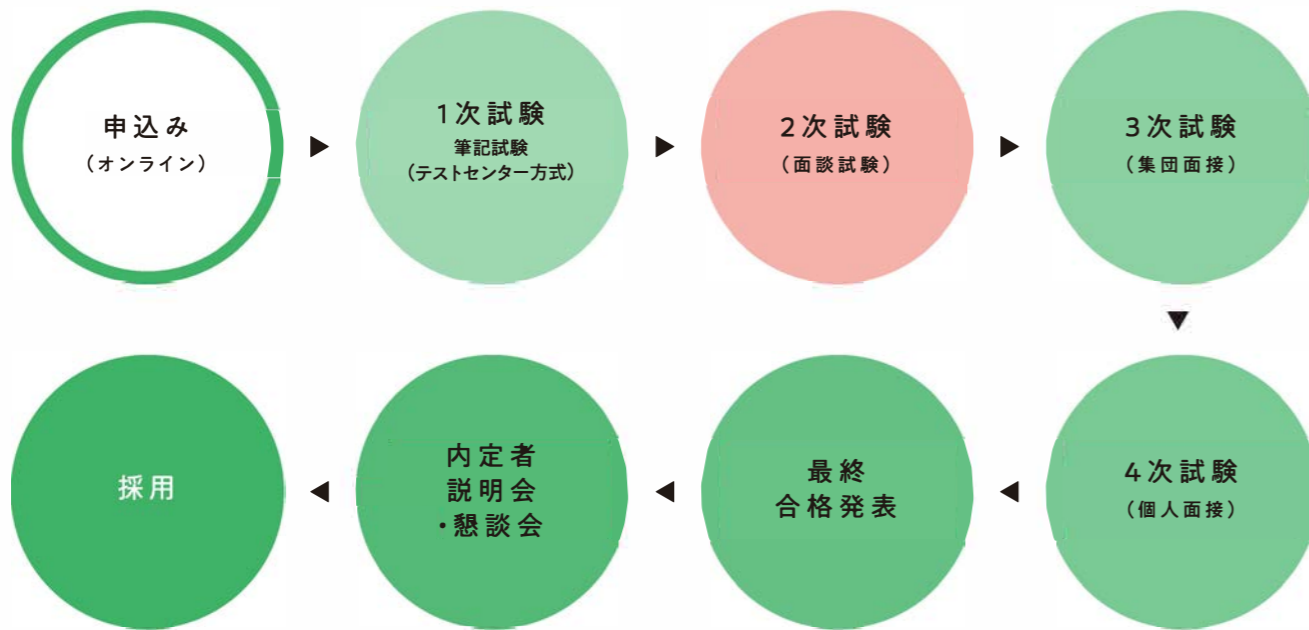 申込み
（オンライン）
1次試験
筆記試験
（テストセンター方式）
2次試験
（面談試験）
3次試験
（集団面接）
4次試験
（個人面接）
最終
合格発表
内定者
説明会
・懇談会
採用